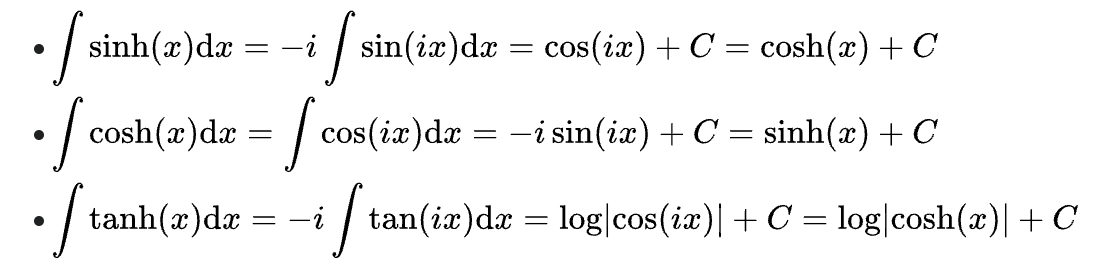 • ∫ sinh(x)dx = −i ∫ sin(ix)dx = cos(ix) + C = cosh(x) + C
• ∫ cosh(x)dx = ∫ cos(ix)dx = −i sin(ix) + C = sinh(x) + C
• ∫ tanh(x)dx = −i ∫ tan(ix)dx = log|cos(ix)| + C = log|cosh(x)| + C